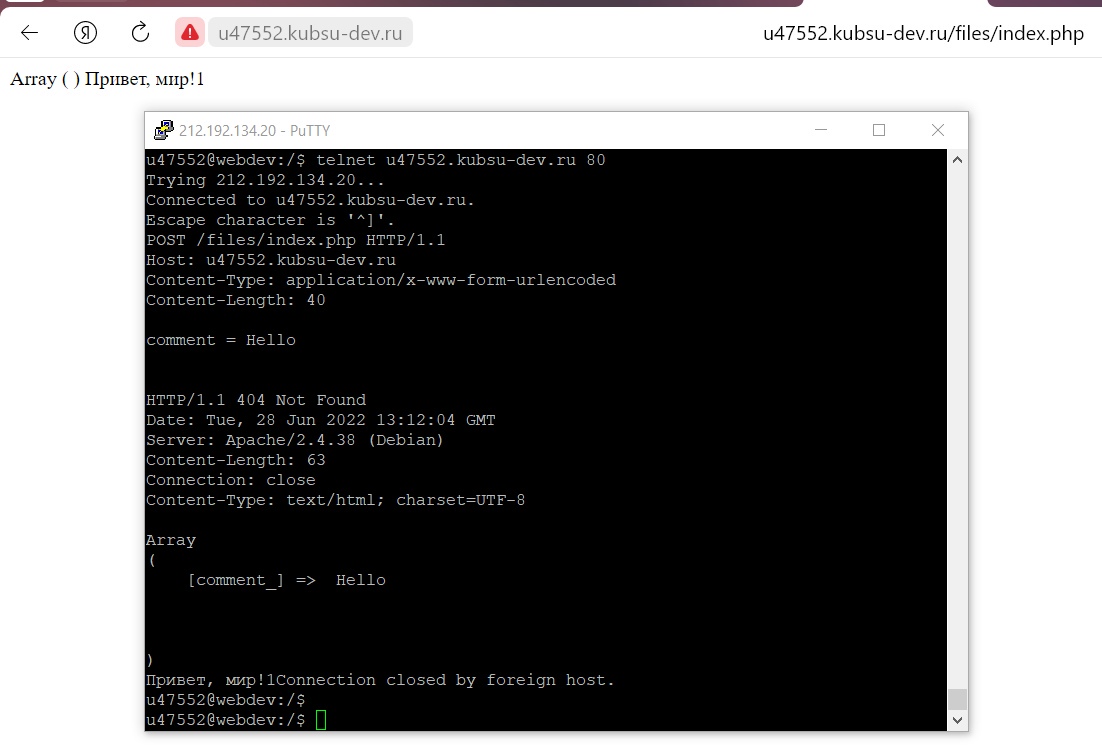 Я u47552.kubsu-dev.ru u47552.kubsu-dev.ru/files/index.php
Array ( ) Привет, мир!1
212.192.134.20 - PuTTY
u47552@webdev:/$ telnet u47552.kubsu-dev.ru 80
Trying 212.192.134.20...
Connected to u47552.kubsu-dev.ru.
Escape character is '^]'.
POST /files/index.php HTTP/1.1
Host: u47552.kubsu-dev.ru
Content-Type: application/x-www-form-urlencoded
Content-Length: 40
comment = Hello
HTTP/1.1 404 Not Found
Date: Tue, 28 Jun 2022 13:12:04 GMT
Server: Apache/2.4.38 (Debian)
Content-Length: 63
Connection: close
Content-Type: text/html; charset=UTF-8
Array
(
[comment_] =>  Hello
)
Привет, мир!1Connection closed by foreign host.
u47552@webdev:/$
u47552@webdev:/$